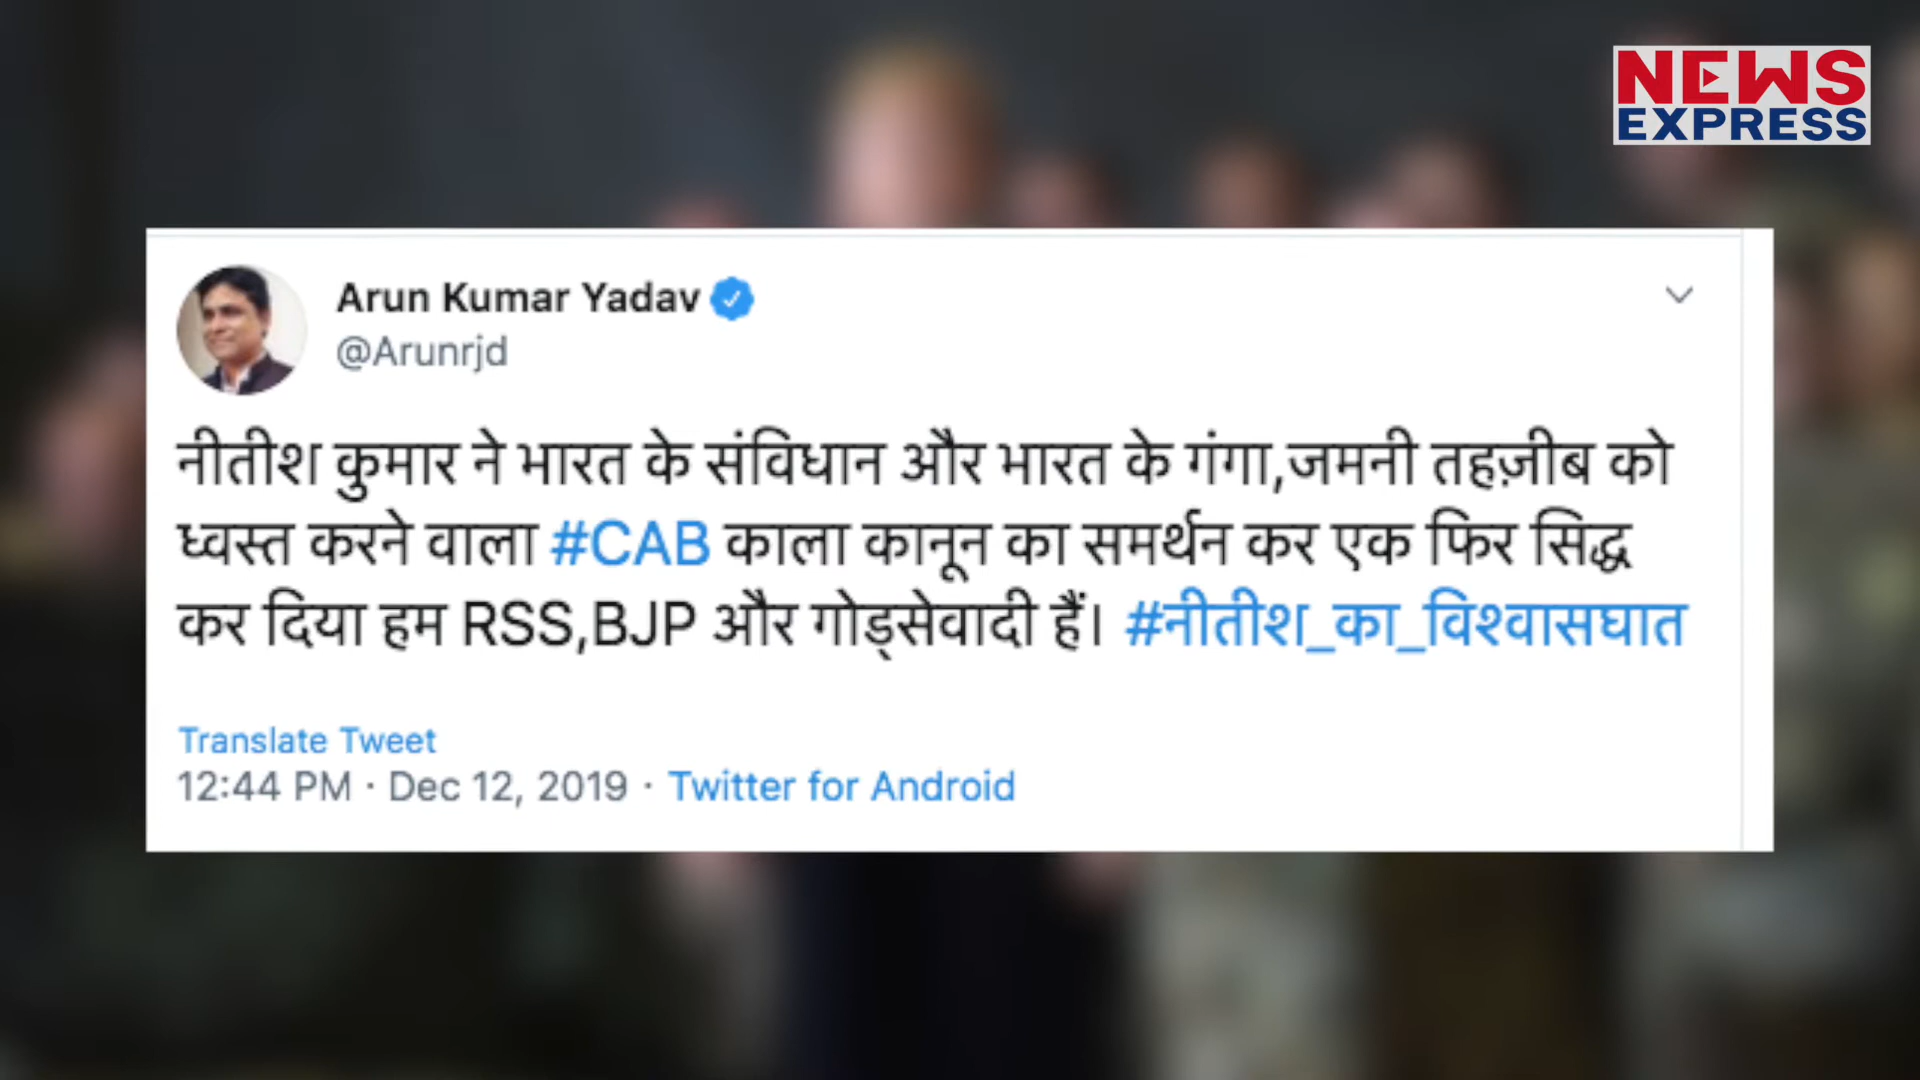 NEWS
EXPRESS
Arun Kumar Yadav
@Arunrjd
नीतीश कुमार ने भारत के संविधान और भारत के गंगा,जमनी तहज़ीब को
ध्वस्त करने वाला #CAB काला कानून का समर्थन कर एक फिर सिद्ध
कर दिया हम RSS,BJP और गोड्सेवादी हैं। #नीतीश_का_विश्वासघात
Translate Tweet
12:44 PM · Dec 12, 2019 · Twitter for Android